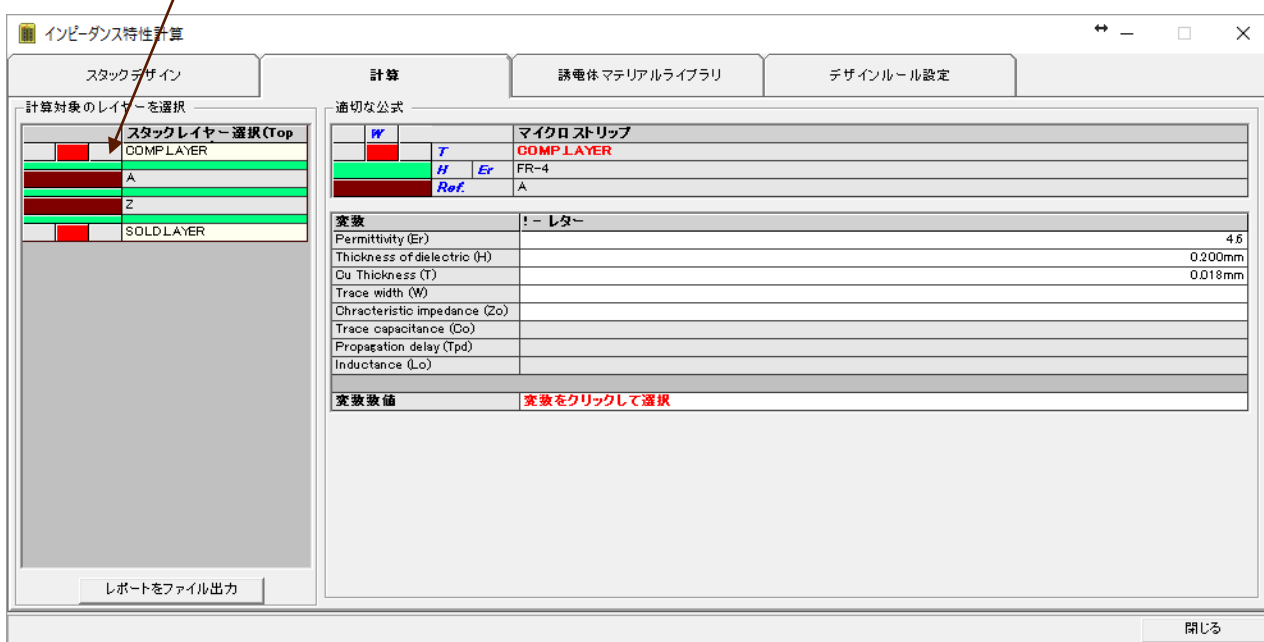 インピーダンス特性計算
スタックデザイン 計算 誘電体マテリアルライブラリ デザインルール設定
計算対象のレイヤーを選択
スタックレイヤー選択(Top
COMP.LAYER
A
Z
SOLD.LAYER
レポートをファイル出力
適切な公式
W マイクロ ストリップ
T COMP.LAYER
H Er FR-4
Ref. A
変数 ! - レター
Permittivity (Er) 4.6
Thickness of dielectric (H) 0.200mm
Cu Thickness (T) 0.018mm
Trace width (W)
Chracteristic impedance (Zo)
Trace capacitance (Co)
Propagation delay (Tpd)
Inductance (Lo)
変数数値 変数をクリックして選択
閉じる